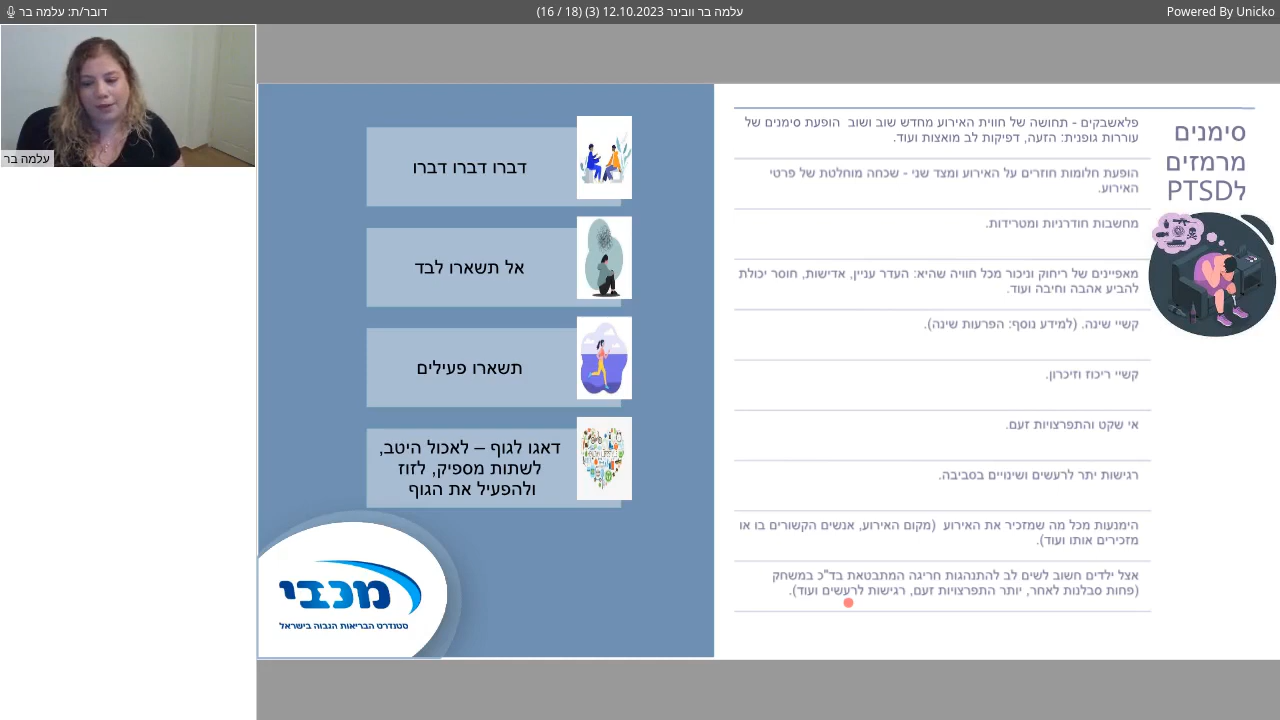 דובר/ת: עלמה בר
עלמה בר וובינר 12.10.2023 (3) (18 / 16)
Powered By Unicko
עלמה בר
סימנים
מרמזים
לPTSD
פלאשבקים - תחושה של חווית האירוע מחדש שוב ושוב הופעת סימנים של
עוררות גופנית: הזעה, דפיקות לב מואצות ועוד.
הופעת חלומות חוזרים על האירוע ומצד שני - שכחה מוחלטת של פרטי
האירוע.
מחשבות חודרניות ומטרידות.
מאפיינים של ריחוק וניכור מכל חוויה שהיא: העדר עניין, אדישות, חוסר יכולת
להביע אהבה וחיבה ועוד.
קשיי שינה. (למידע נוסף: הפרעות שינה).
קשיי ריכוז וזיכרון.
אי שקט והתפרצויות זעם.
רגישות יתר לרעשים ושינויים בסביבה.
הימנעות מכל מה שמזכיר את האירוע (מקום האירוע, אנשים הקשורים בו או
מזכירים אותו ועוד).
אצל ילדים חשוב לשים לב להתנהגות חריגה המתבטאת בד"כ במשחק
(פחות סבלנות לאחר, יותר התפרצויות זעם, רגישות לרעשים ועוד).
דברו דברו דברו
אל תשארו לבד
תשארו פעילים
דאגו לגוף – לאכול היטב,
לשתות מספיק, לזוז
ולהפעיל את הגוף
מכבי
סטנדרט הבריאות הגבוה בישראל